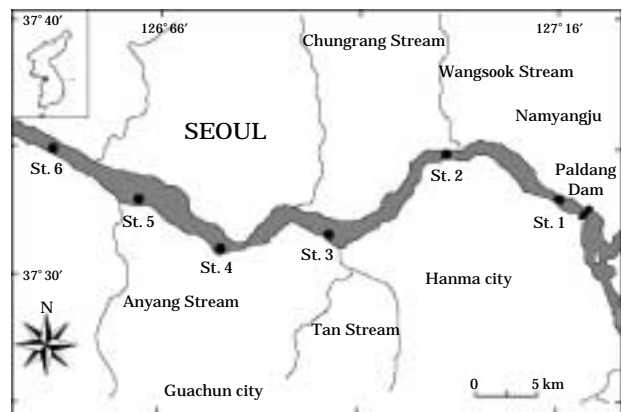 37° 40'
126° 66'
127° 16'
Chungrang Stream
Wangsook Stream
Namyangju
SEOUL
Paldang
Dam
St. 6
St. 5
St. 4
St. 3
St. 2
St. 1
37° 30'
Hanma city
Anyang Stream
N
Tan Stream
Guachun city
0 5 km